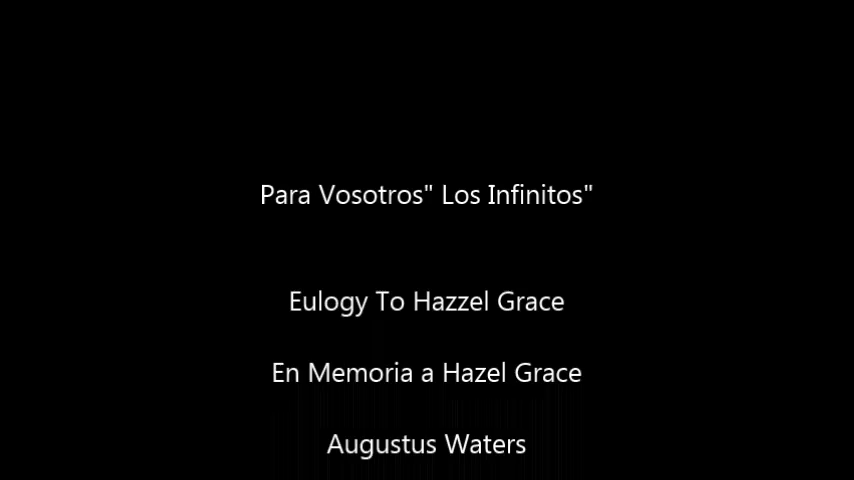 Para Vosotros" Los Infinitos"
Eulogy To Hazzel Grace
En Memoria a Hazel Grace
Augustus Waters